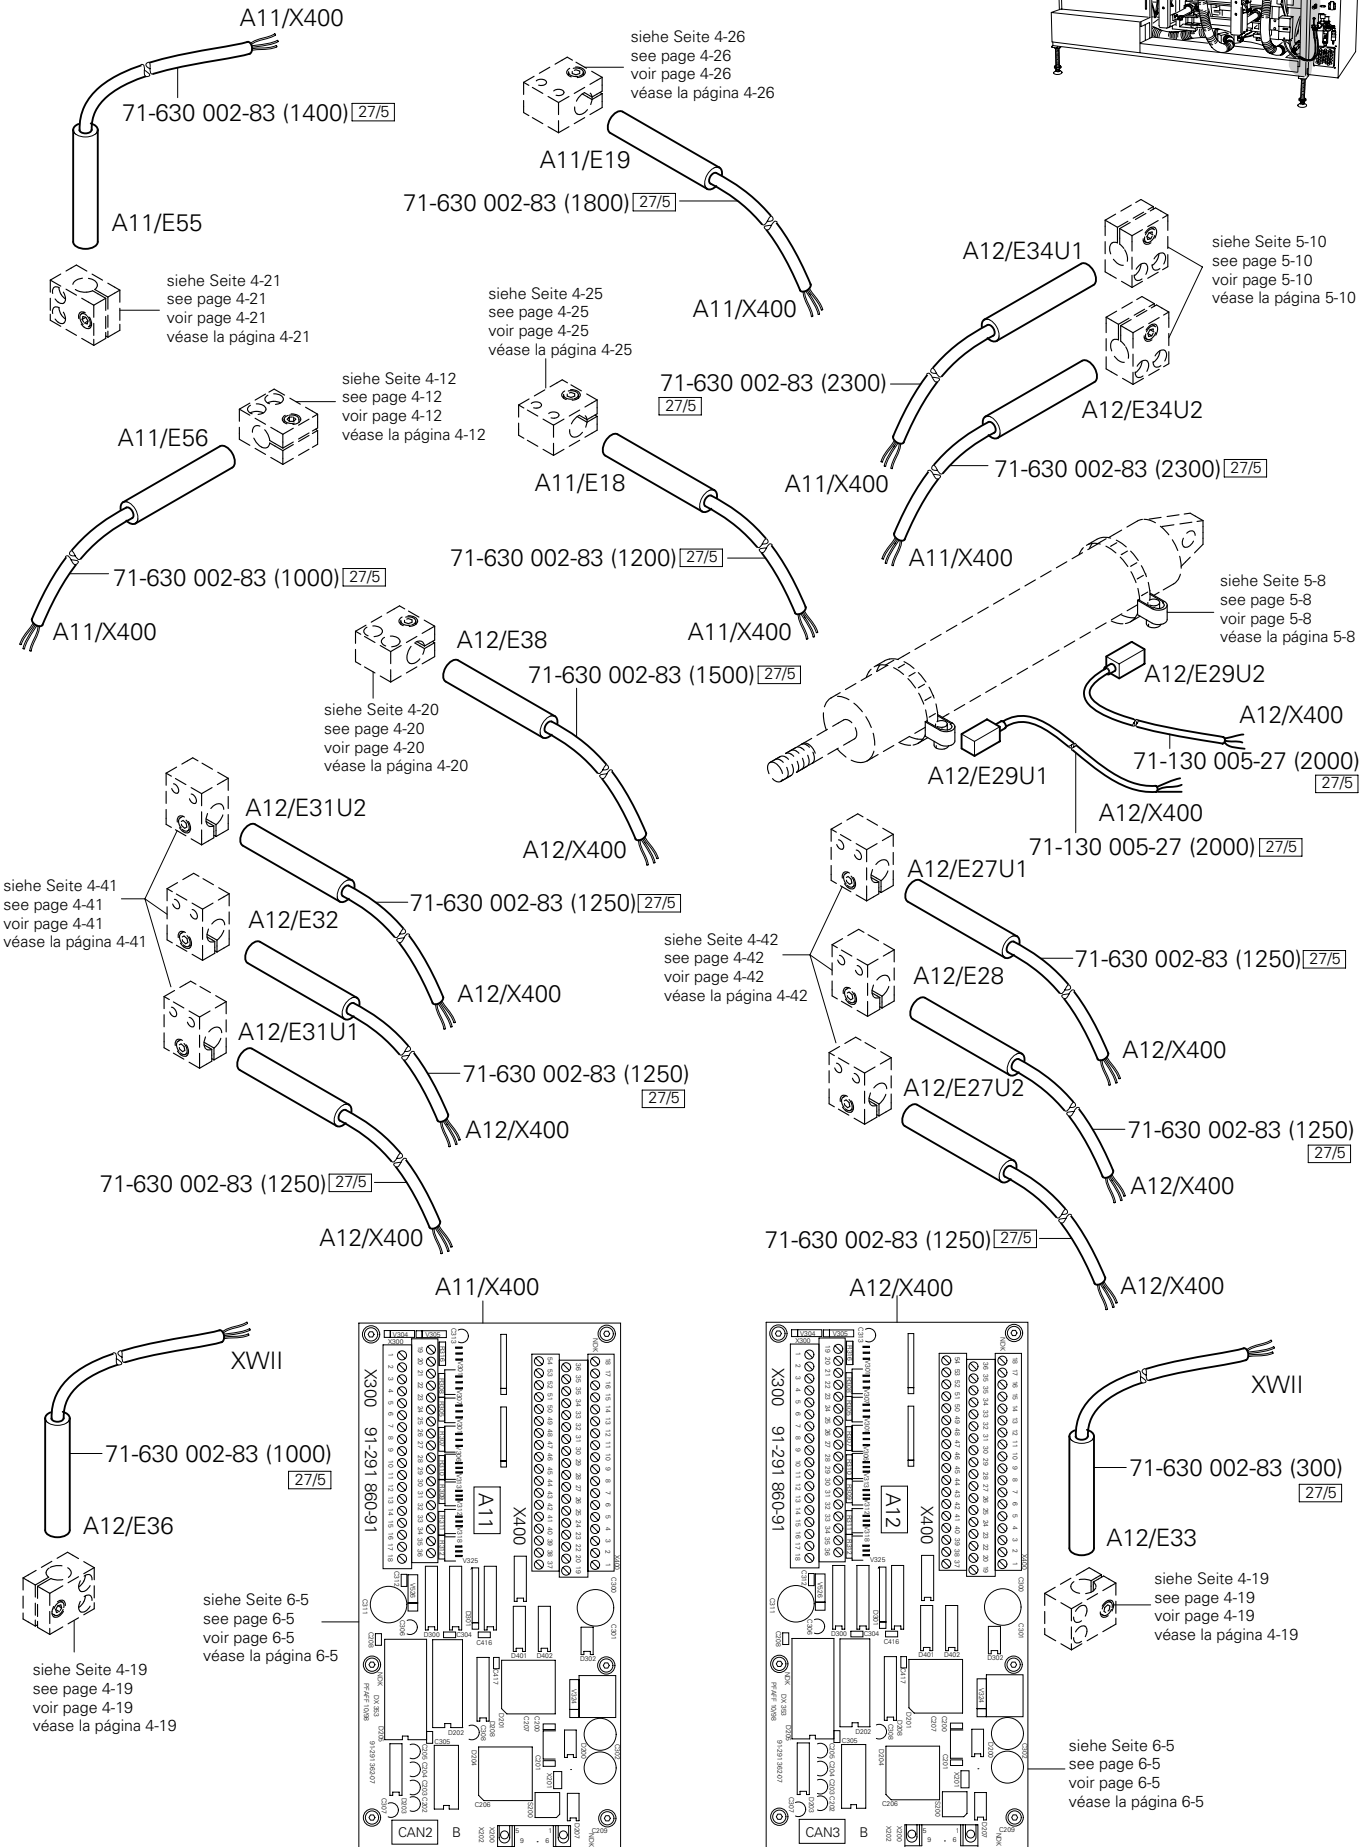 A11/X400
71-630 002-83 (1400) 27/5
A11/E55
siehe Seite 4-21
see page 4-21
voir page 4-21
véase la página 4-21
siehe Seite 4-26
see page 4-26
voir page 4-26
véase la página 4-26
A11/E19
71-630 002-83 (1800) 27/5
A11/X400
siehe Seite 5-10
see page 5-10
voir page 5-10
véase la página 5-10
A12/E34U1
71-630 002-83 (2300)
27/5
A11/X400
A12/E34U2
71-630 002-83 (2300) 27/5
A11/X400
siehe Seite 4-12
see page 4-12
voir page 4-12
véase la página 4-12
A11/E56
71-630 002-83 (1000) 27/5
A11/X400
siehe Seite 4-25
see page 4-25
voir page 4-25
véase la página 4-25
A11/E18
71-630 002-83 (1200) 27/5
A11/X400
siehe Seite 5-8
see page 5-8
voir page 5-8
véase la página 5-8
A12/E29U2
A12/X400
71-130 005-27 (2000)
27/5
A12/E29U1
A12/X400
71-130 005-27 (2000) 27/5
siehe Seite 4-20
see page 4-20
voir page 4-20
véase la página 4-20
A12/E38
71-630 002-83 (1500) 27/5
A12/X400
siehe Seite 4-41
see page 4-41
voir page 4-41
véase la página 4-41
A12/E31U2
71-630 002-83 (1250) 27/5
A12/X400
A12/E32
71-630 002-83 (1250)
27/5
A12/X400
A12/E31U1
71-630 002-83 (1250) 27/5
A12/X400
siehe Seite 4-42
see page 4-42
voir page 4-42
véase la página 4-42
A12/E27U1
71-630 002-83 (1250) 27/5
A12/X400
A12/E28
71-630 002-83 (1250)
27/5
A12/X400
A12/E27U2
71-630 002-83 (1250) 27/5
A12/X400
XWII
71-630 002-83 (1000)
27/5
A12/E36
siehe Seite 4-19
see page 4-19
voir page 4-19
véase la página 4-19
A11/X400
X300 91-291 860-91
A11
X400
CAN2 B
siehe Seite 6-5
see page 6-5
voir page 6-5
véase la página 6-5
A12/X400
X300 91-291 860-91
A12
X400
CAN3 B
siehe Seite 6-5
see page 6-5
voir page 6-5
véase la página 6-5
XWII
71-630 002-83 (300)
27/5
A12/E33
siehe Seite 4-19
see page 4-19
voir page 4-19
véase la página 4-19